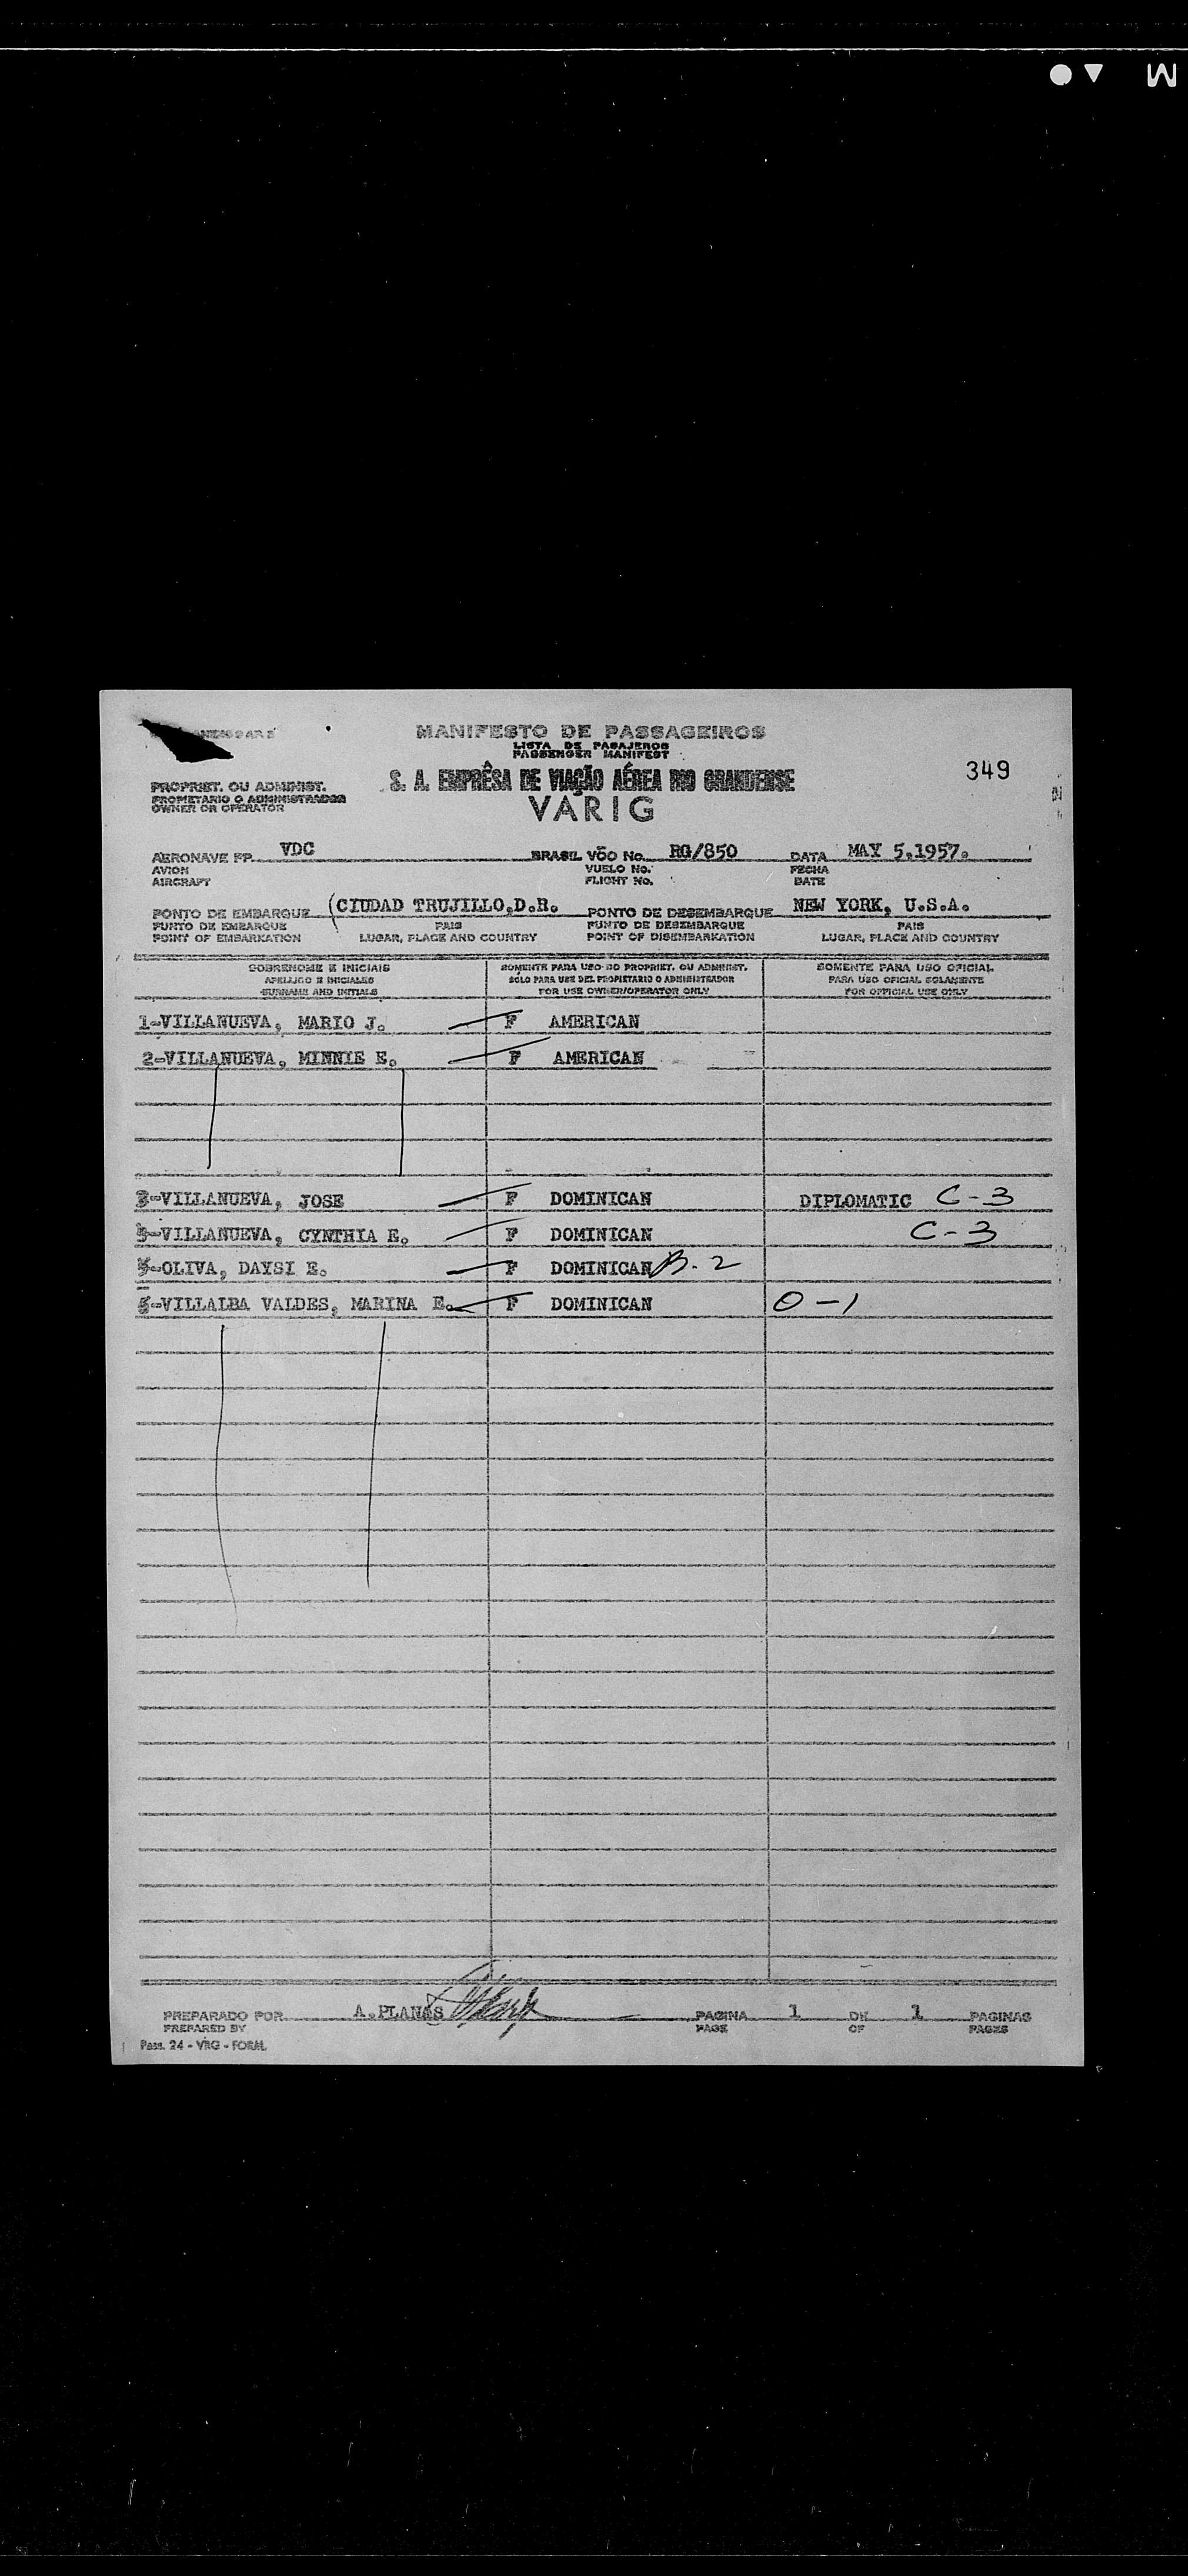 MANIFESTO DE PASSAGEIROS
LISTA DE PASAJEROS
PASSENGER MANIFEST
349
PROPRIET. OU ADMINIST.
PROPIETARIO O ADMINISTRADOR
OWNER OR OPERATOR
S. A. EMPRÊSA DE VIAÇÃO AÉREA RIO GRANDENSE
VARIG
AERONAVE PP. VDC BRASIL VÔO No. RG/850 DATA MAY 5,1957.
AVION VUELO No. FECHA
AIRCRAFT FLIGHT No. DATE
PONTO DE EMBARQUE (CIUDAD TRUJILLO,D.R. PONTO DE DESEMBARQUE NEW YORK, U.S.A.
PUNTO DE EMBARQUE PAIS PUNTO DE DESEMBARQUE PAIS
POINT OF EMBARKATION LUGAR, PLACE AND COUNTRY POINT OF DISEMBARKATION LUGAR, PLACE AND COUNTRY
SOBRENOME E INICIAIS SOMENTE PARA USO DO PROPRIET. OU ADMINIST. SOMENTE PARA USO OFICIAL
APELLIDO E INICIALES SOLO PARA USE DEL PROPIETARIO O ADMINISTRADOR PARA USO OFICIAL SOLAMENTE
SURNAME AND INITIALS FOR USE OWNER/OPERATOR ONLY FOR OFFICIAL USE ONLY
1-VILLANUEVA, MARIO J. F AMERICAN
2-VILLANUEVA, MINNIE E. F AMERICAN
3-VILLANUEVA, JOSE F DOMINICAN DIPLOMATIC C-3
-VILLANUEVA, CYNTHIA E. F DOMINICAN C-3
-OLIVA, DAYSI E. F DOMINICAN B-2
-VILLALBA VALDES, MARINA E. F DOMINICAN O-1
PREPARADO POR A.PLANAS PAGINA 1 DE 1 PAGINAS
PREPARED BY PAGE OF PAGES
Pass. 24 - VRG - FORM.